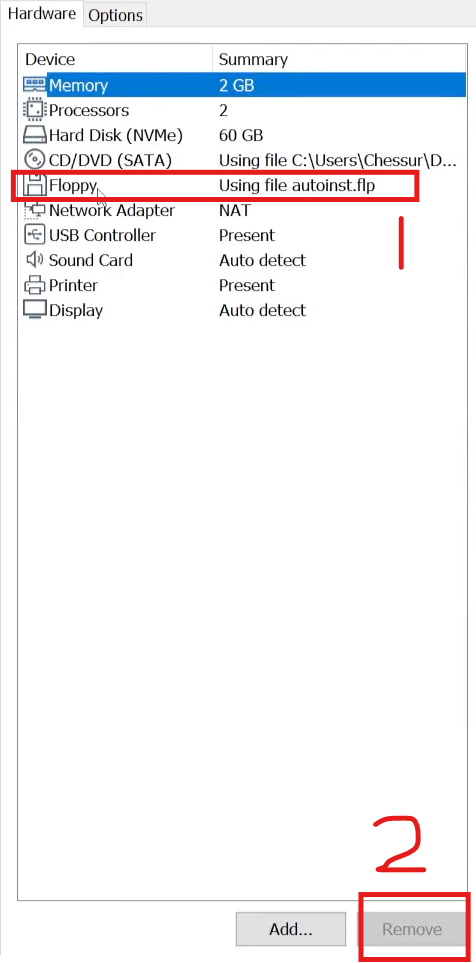 Hardware Options
Device Summary
Memory 2 GB
Processors 2
Hard Disk (NVMe) 60 GB
CD/DVD (SATA) Using file C:\Users\Chessur\D...
Floppy Using file autoinst.flp
Network Adapter NAT
1
USB Controller Present
Sound Card Auto detect
Printer Present
Display Auto detect
2
Add... Remove